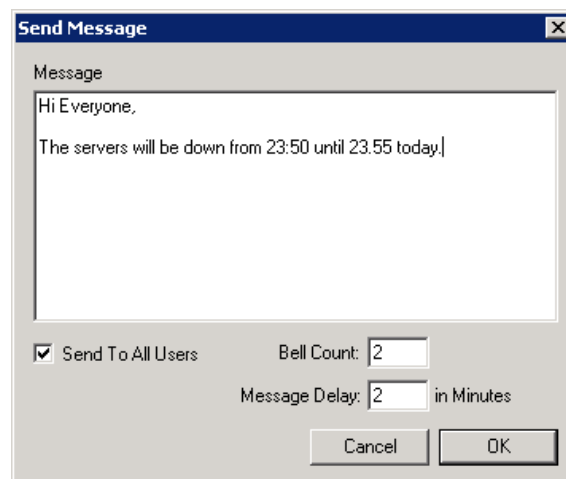 Send Message
Message
Hi Everyone,
The servers will be down from 23:50 until 23.55 today.
Send To All Users
Bell Count: 2
Message Delay: 2 in Minutes
Cancel OK